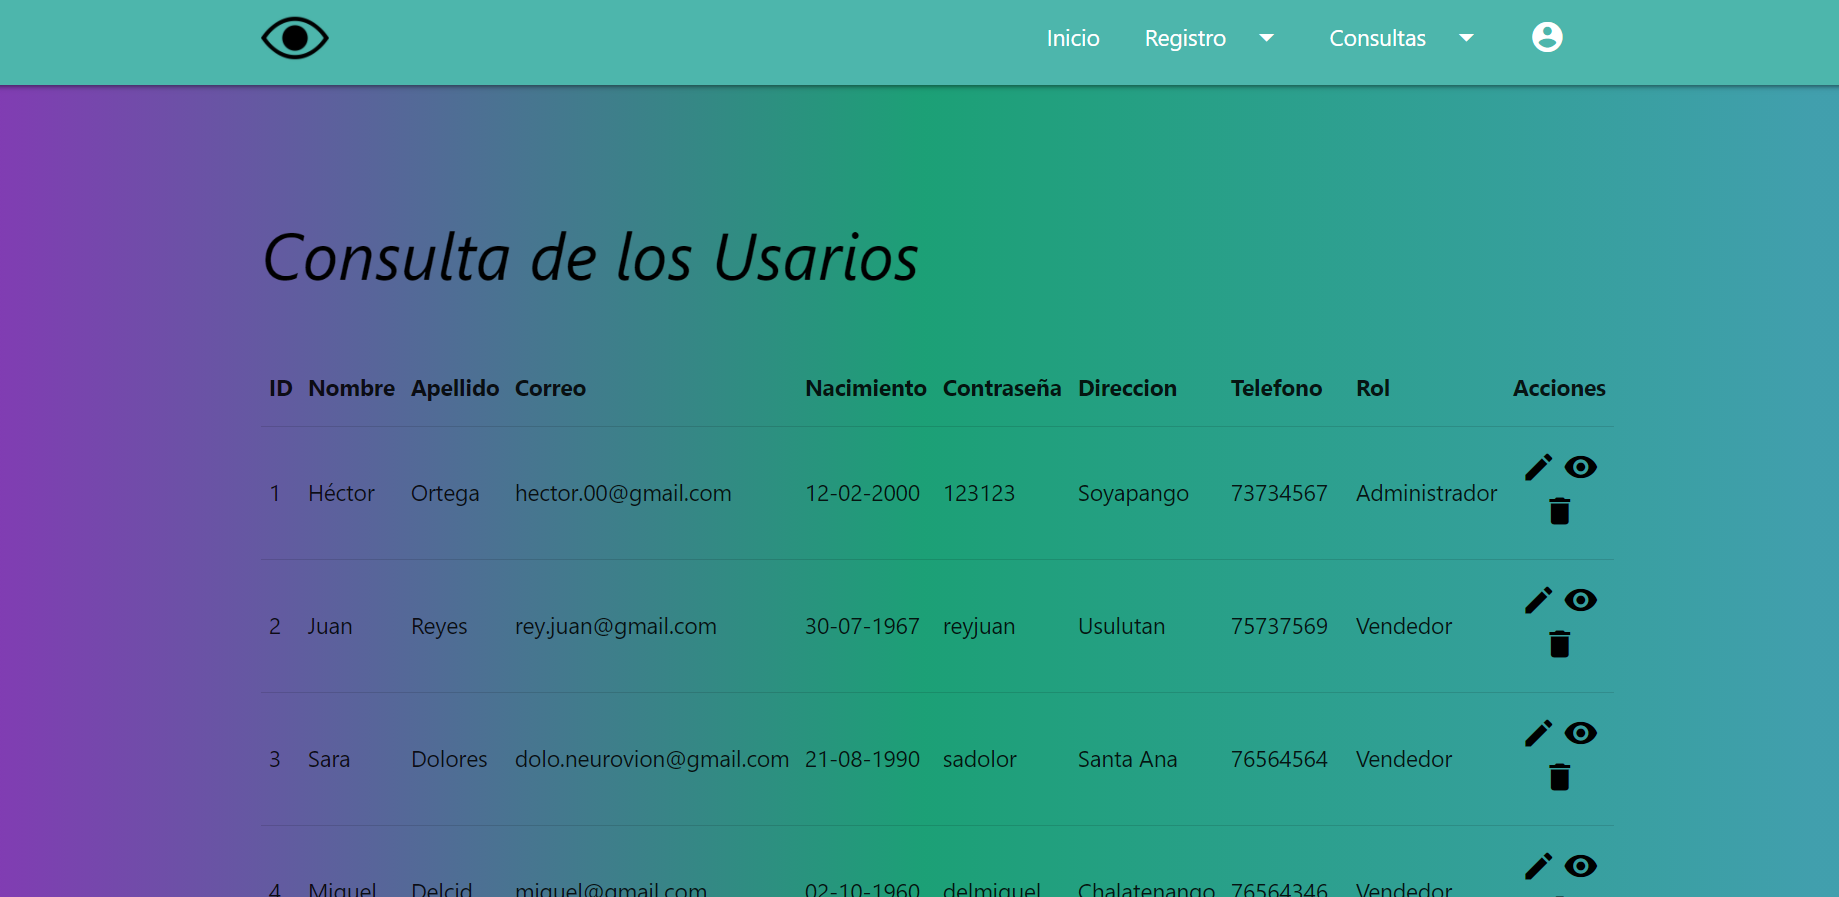 Inicio Registro Consultas
Consulta de los Usarios
ID Nombre Apellido Correo Nacimiento Contraseña Direccion Telefono Rol Acciones
1 Héctor Ortega hector.00@gmail.com 12-02-2000 123123 Soyapango 73734567 Administrador
2 Juan Reyes rey.juan@gmail.com 30-07-1967 reyjuan Usulutan 75737569 Vendedor
3 Sara Dolores dolo.neurovion@gmail.com 21-08-1990 sadolor Santa Ana 76564564 Vendedor
4 Miguel Delcid miguel@gmail.com 02-10-1960 delmiguel Chalatenango 76564346 Vendedor